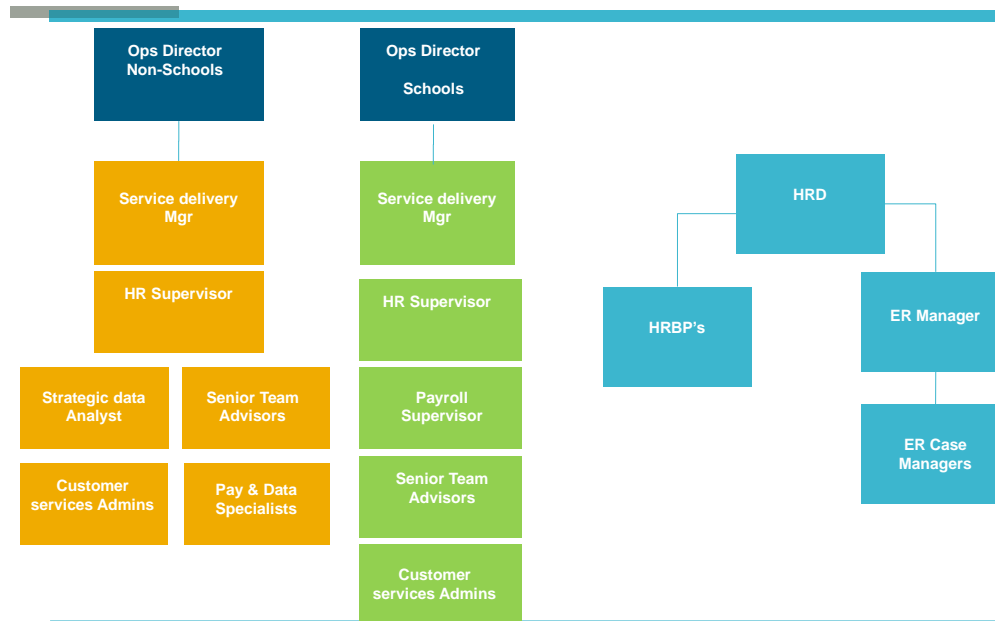 Ops Director
Non-Schools
Ops Director
Schools
Service delivery
Mgr
Service delivery
Mgr
HRD
HR Supervisor
HR Supervisor
HRBP's
ER Manager
Strategic data
Analyst
Senior Team
Advisors
Payroll
Supervisor
ER Case
Managers
Customer
services Admins
Pay & Data
Specialists
Senior Team
Advisors
Customer
services Admins